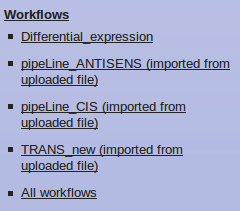 Workflows
Differential_expression
pipeLine_ANTISENS (imported from
uploaded file)
pipeLine_CIS (imported from
uploaded file)
TRANS_new (imported from
uploaded file)
All workflows